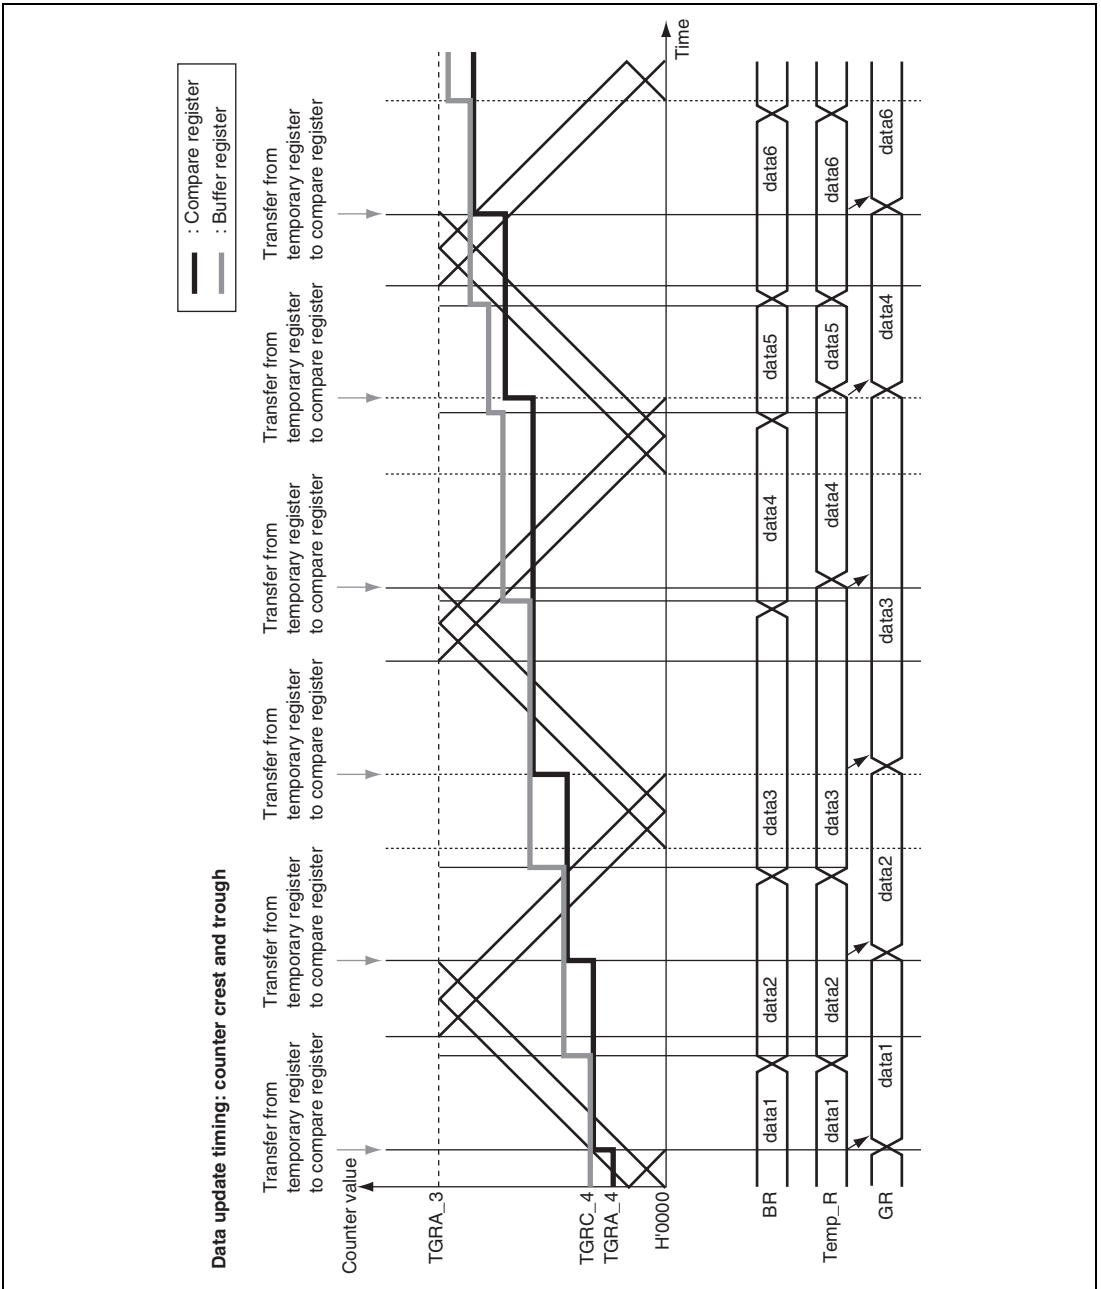 Data update timing: counter crest and trough
: Compare register
: Buffer register
Transfer from
temporary register
to compare register
Transfer from
temporary register
to compare register
Transfer from
temporary register
to compare register
Transfer from
temporary register
to compare register
Transfer from
temporary register
to compare register
Transfer from
temporary register
to compare register
Counter value
TGRA_3
TGRC_4
TGRA_4
H'0000
Time
BR
data1
data2
data3
data4
data5
data6
Temp_R
data1
data2
data3
data4
data5
data6
GR
data1
data2
data3
data4
data6